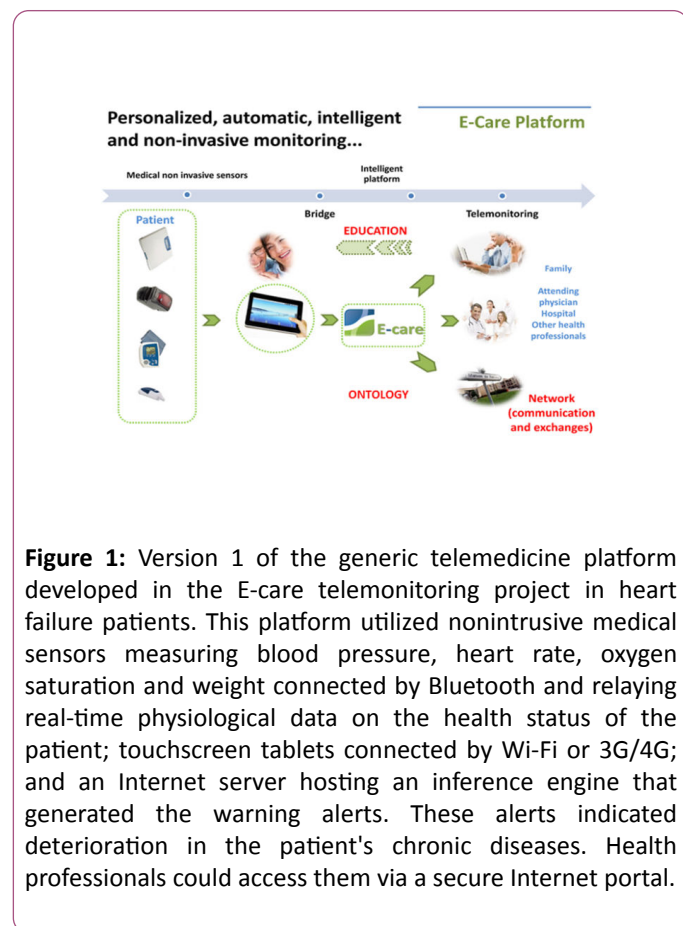 Personalized, automatic, intelligent
and non-invasive monitoring...
E-Care Platform
Medical non invasive sensors
Intelligent
platform
Bridge
Telemonitoring
Patient
EDUCATION
Family
Attending
physician
Hospital
Other health
professionals
E-care
ONTOLOGY
Network
(communication
and exchanges)
Figure 1: Version 1 of the generic telemedicine platform
developed in the E-care telemonitoring project in heart
failure patients. This platform utilized nonintrusive medical
sensors measuring blood pressure, heart rate, oxygen
saturation and weight connected by Bluetooth and relaying
real-time physiological data on the health status of the
patient; touchscreen tablets connected by Wi-Fi or 3G/4G;
and an Internet server hosting an inference engine that
generated the warning alerts. These alerts indicated
deterioration in the patient's chronic diseases. Health
professionals could access them via a secure Internet portal.